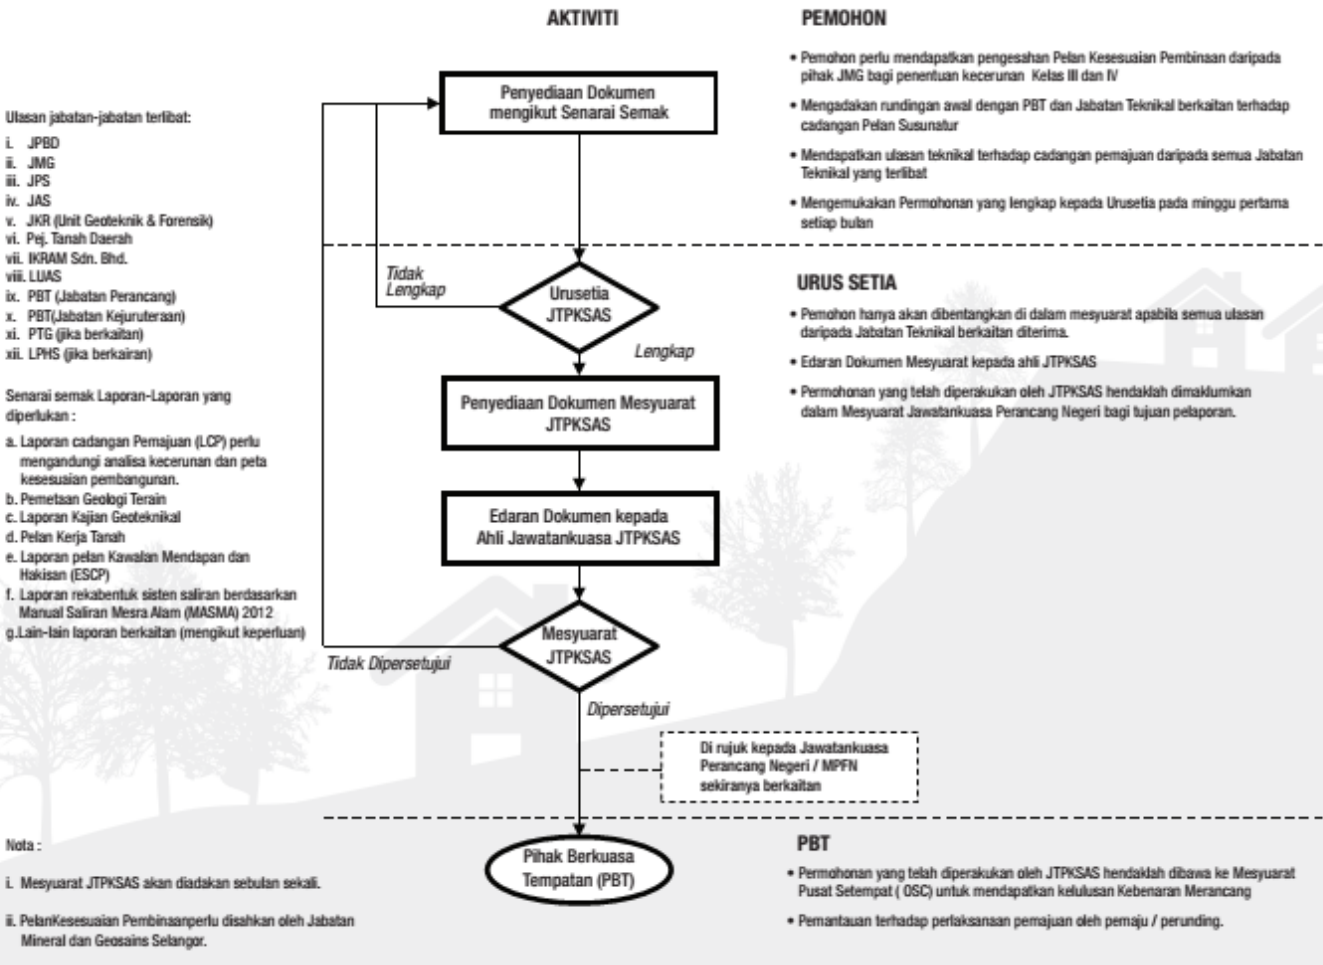 AKTIVITI
PEMOHON
Ulasan jabatan-jabatan terlibat:
i. JPBD
ii. JMG
iii. JPS
iv. JAS
v. JKR (Unit Geoteknik & Forensik)
vi. Pej. Tanah Daerah
vii. IKRAM Sdn. Bhd.
viii. LUAS
ix. PBT (Jabatan Perancang)
x. PBT(Jabatan Kejuruteraan)
xi. PTG (jika berkaitan)
xii. LPHS (jika berkairan)
Senarai semak Laporan-Laporan yang
diperlukan :
a. Laporan cadangan Pemajuan (LCP) perlu
mengandungi analisa kecerunan dan peta
kesesuaian pembangunan.
b. Pemetaan Geologi Terain
c. Laporan Kajian Geoteknikal
d. Pelan Kerja Tanah
e. Laporan pelan Kawalan Mendapan dan
Hakisan (ESCP)
f. Laporan rekabentuk sisten saliran berdasarkan
Manual Saliran Mesra Alam (MASMA) 2012
g.Lain-lain laporan berkaitan (mengikut keperluan)
Nota :
i. Mesyuarat JTPKSAS akan diadakan sebulan sekali.
ii. PelanKesesuaian Pembinaanperlu disahkan oleh Jabatan
Mineral dan Geosains Selangor.
Penyediaan Dokumen
mengikut Senarai Semak
Tidak
Lengkap
Urusetia
JTPKSAS
Lengkap
Penyediaan Dokumen Mesyuarat
JTPKSAS
Edaran Dokumen kepada
Ahli Jawatankuasa JTPKSAS
Mesyuarat
JTPKSAS
Tidak Dipersetujui
Dipersetujui
Di rujuk kepada Jawatankuasa
Perancang Negeri / MPFN
sekiranya berkaitan
Pihak Berkuasa
Tempatan (PBT)
• Pemohon perlu mendapatkan pengesahan Pelan Kesesuaian Pembinaan daripada
pihak JMG bagi penentuan kecerunan Kelas III dan IV
• Mengadakan rundingan awal dengan PBT dan Jabatan Teknikal berkaitan terhadap
cadangan Pelan Susunatur
• Mendapatkan ulasan teknikal terhadap cadangan pemajuan daripada semua Jabatan
Teknikal yang terlibat
• Mengemukakan Permohonan yang lengkap kepada Urusetia pada minggu pertama
setiap bulan
URUS SETIA
• Pemohon hanya akan dibentangkan di dalam mesyuarat apabila semua ulasan
daripada Jabatan Teknikal berkaitan diterima.
• Edaran Dokumen Mesyuarat kepada ahli JTPKSAS
• Permohonan yang telah diperakukan oleh JTPKSAS hendaklah dimaklumkan
dalam Mesyuarat Jawatankuasa Perancang Negeri bagi tujuan pelaporan.
PBT
• Permohonan yang telah diperakukan oleh JTPKSAS hendaklah dibawa ke Mesyuarat
Pusat Setempat ( OSC) untuk mendapatkan kelulusan Kebenaran Merancang
• Pemantauan terhadap perlaksanaan pemajuan oleh pemaju / perunding.